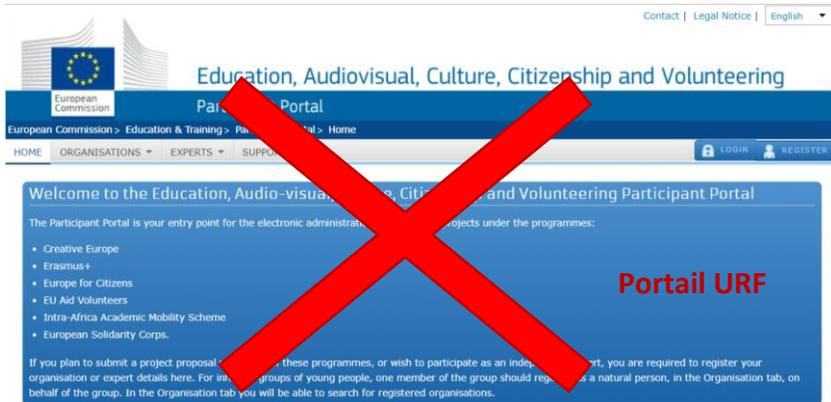 Contact | Legal Notice | English
Education, Audiovisual, Culture, Citizenship and Volunteering
European
Commission
Portal
European Commission > Education & Training > > Home
HOME ORGANISATIONS EXPERTS LOGIN REGISTER
Welcome to the Education, Audio-visual, and Volunteering Participant Portal
The Participant Portal is your entry point for the electronic projects under the programmes:
• Creative Europe
• Erasmus+
• Europe for Citizens
• EU Aid Volunteers
• Intra-Africa Academic Mobility Scheme
• European Solidarity Corps.
Portail URF
If you plan to submit a project proposal these programmes, or wish to participate as an you are required to register your
organisation or expert details here. For groups of young people, one member of the group should a natural person, in the Organisation tab, on
behalf of the group. In the Organisation tab you will be able to search for registered organisations.